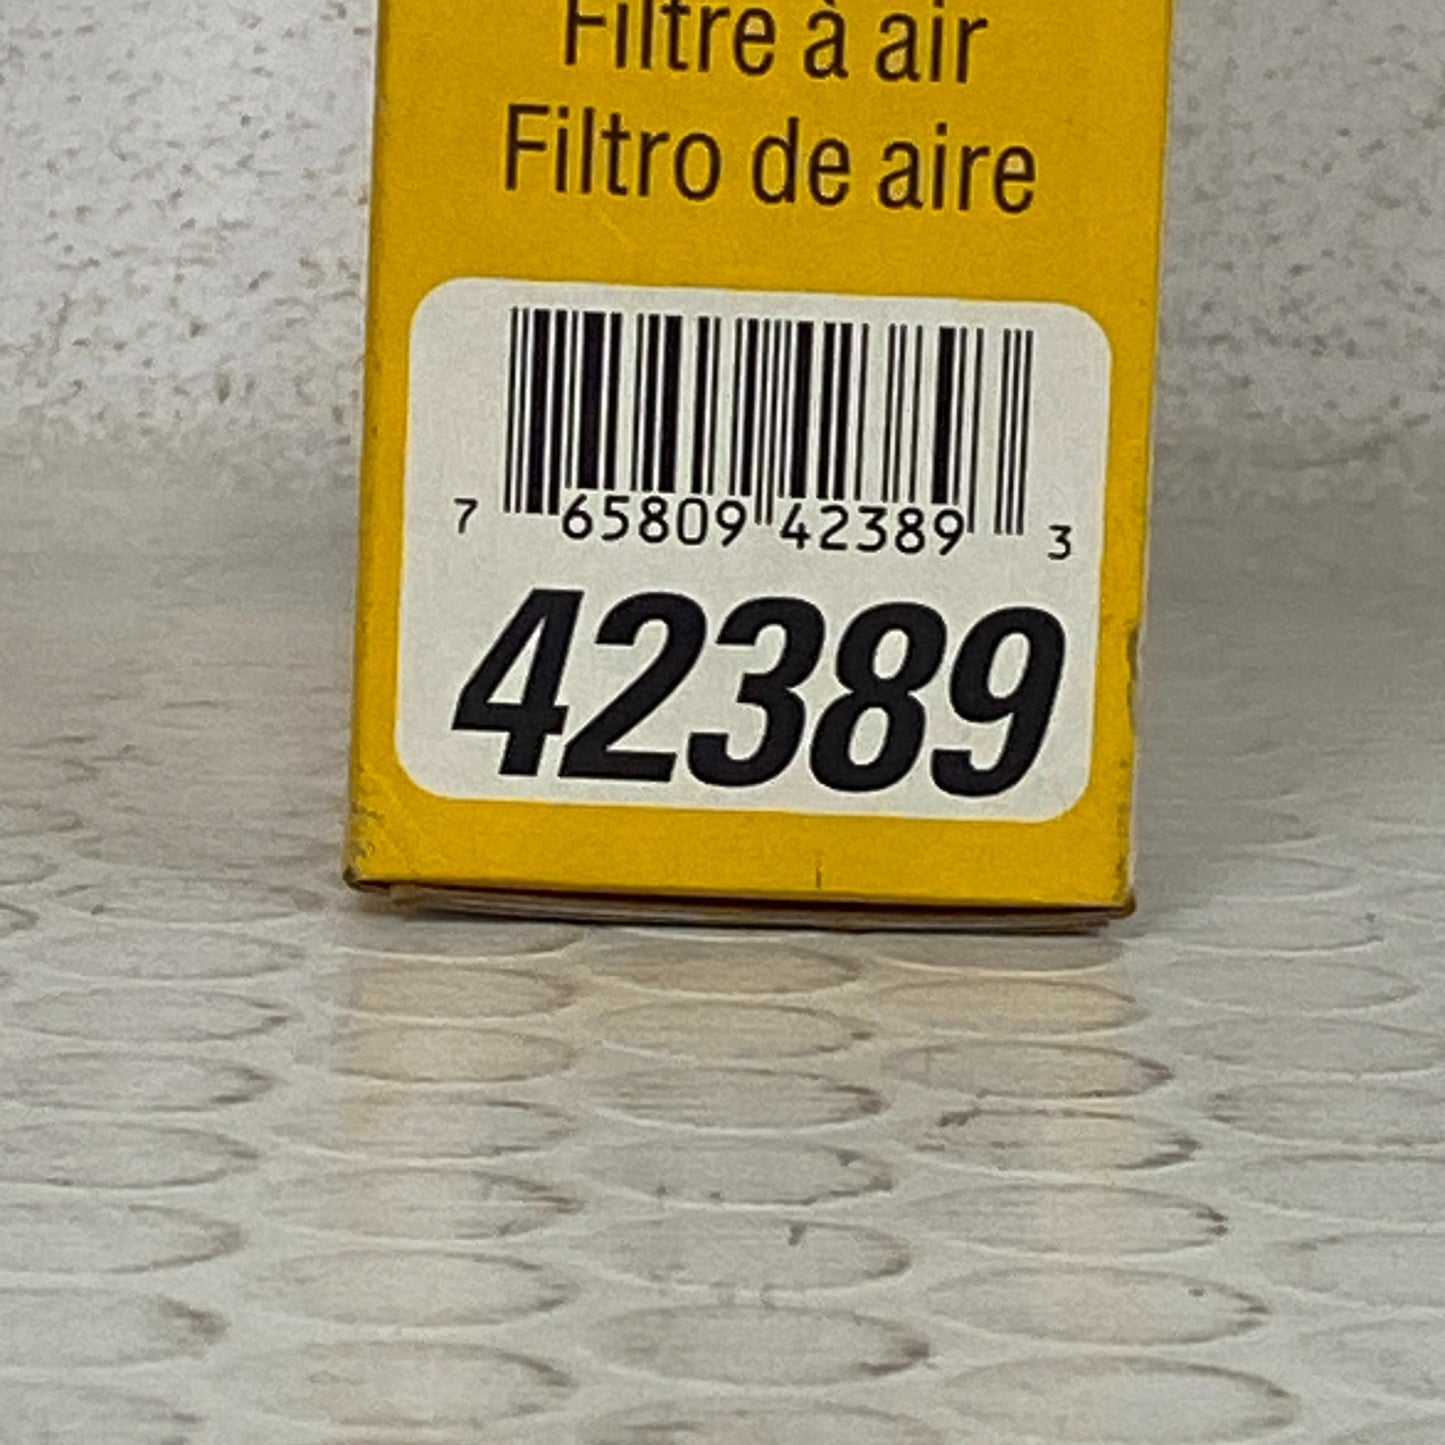 Filtre à air
Filtro de aire
7 65809 42389 3
42389